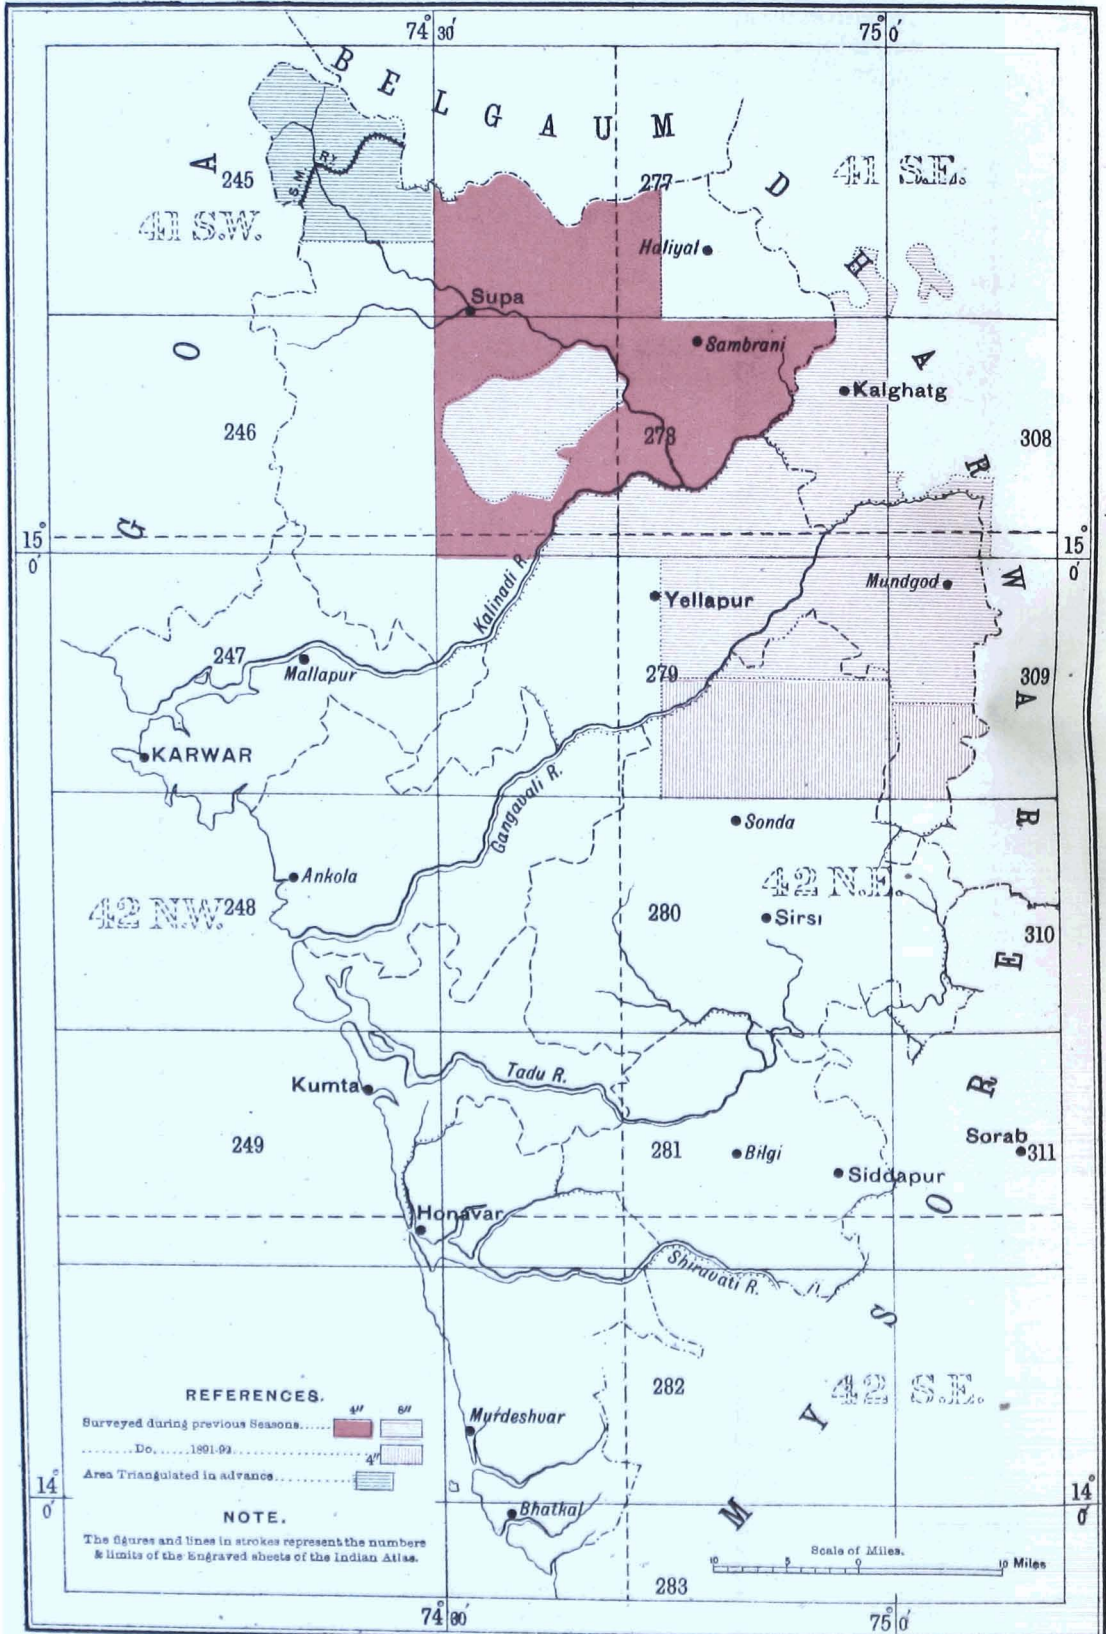 74° 30'
75° 0'
BELGAUM
41 S.E.
A
245
S.M. RY.
277
D
41 S.W.
Haliyal
H
Supa
O
Sambrani
A
Kalghatg
246
278
308
R
G
15° 0'
15° 0'
Kalinadi R.
Mundgod
W
Yellapur
247
Mallapur
279
309
A
KARWAR
Gangavali R.
Sonda
R
Ankola
42 N.E.
42 N.W.
248
280
Sirsi
310
E
Tadu R.
Kumta
R
249
281
Bilgi
Sorab
311
Siddapur
O
Honavar
Shiravati R.
S
282
42 S.E.
REFERENCES.
4" 8"
Murdeshvar
Y
Surveyed during previous Seasons
Do. 1891-92
4"
Area Triangulated in advance
14° 0'
14° 0'
Bhatkal
M
NOTE.
The figures and lines in strokes represent the numbers
& limits of the Engraved sheets of the Indian Atlas.
Scale of Miles.
10 5 0 10 Miles
283
74° 30'
75° 0'